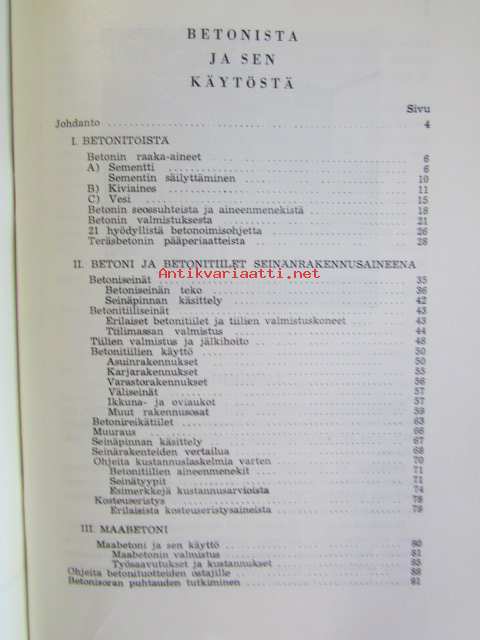 BETONISTA
JA SEN
KÄYTÖSTÄ
Sivu
Johdanto 4
I. BETONITOISTA
Betonin raaka-aineet 6
A) Sementti 6
Sementin säilyttäminen 10
B) Kiviaines 11
C) Vesi 15
Betonin seossuhteista ja aineenmenekistä 18
Betonin valmistuksesta 21
21 hyödyllistä betonoimisohjetta 26
Teräsbetonin pääperiaatteista 28
II. BETONI JA BETONITIILET SEINÄNRAKENNUSAINEENA
Antikvariaatti.net
Betoniseinät 35
Betoniseinän teko 36
Seinäpinnan käsittely 42
Betonitiiliseinät 43
Erilaiset betonitiilet ja tiilien valmistuskoneet 43
Tiilimassan valmistus 44
Tiilien valmistus ja jälkihoito 48
Betonitiilien käyttö 50
Asuinrakennukset 50
Karjarakennukset 55
Varastorakennukset 56
Väliseinät 57
Ikkuna- ja oviaukot 57
Muut rakennusosat 59
Betonireikätiilet 63
Muuraus 66
Seinäpinnan käsittely 67
Seinärakenteiden vertailua 68
Ohjeita kustannuslaskelmia varten 70
Betonitiilien aineenmenekit 71
Seinätyypit 71
Esimerkkejä kustannusarvioista 74
Kosteuseristys 78
Erilaisista kosteuseristysaineista 78
III. MAABETONI
Maabetoni ja sen käyttö 80
Maabetonin valmistus 81
Työsaavutukset ja kustannukset 85
Ohjeita betonituotteiden ostajille 88
Betonisoran puhtauden tutkiminen 91